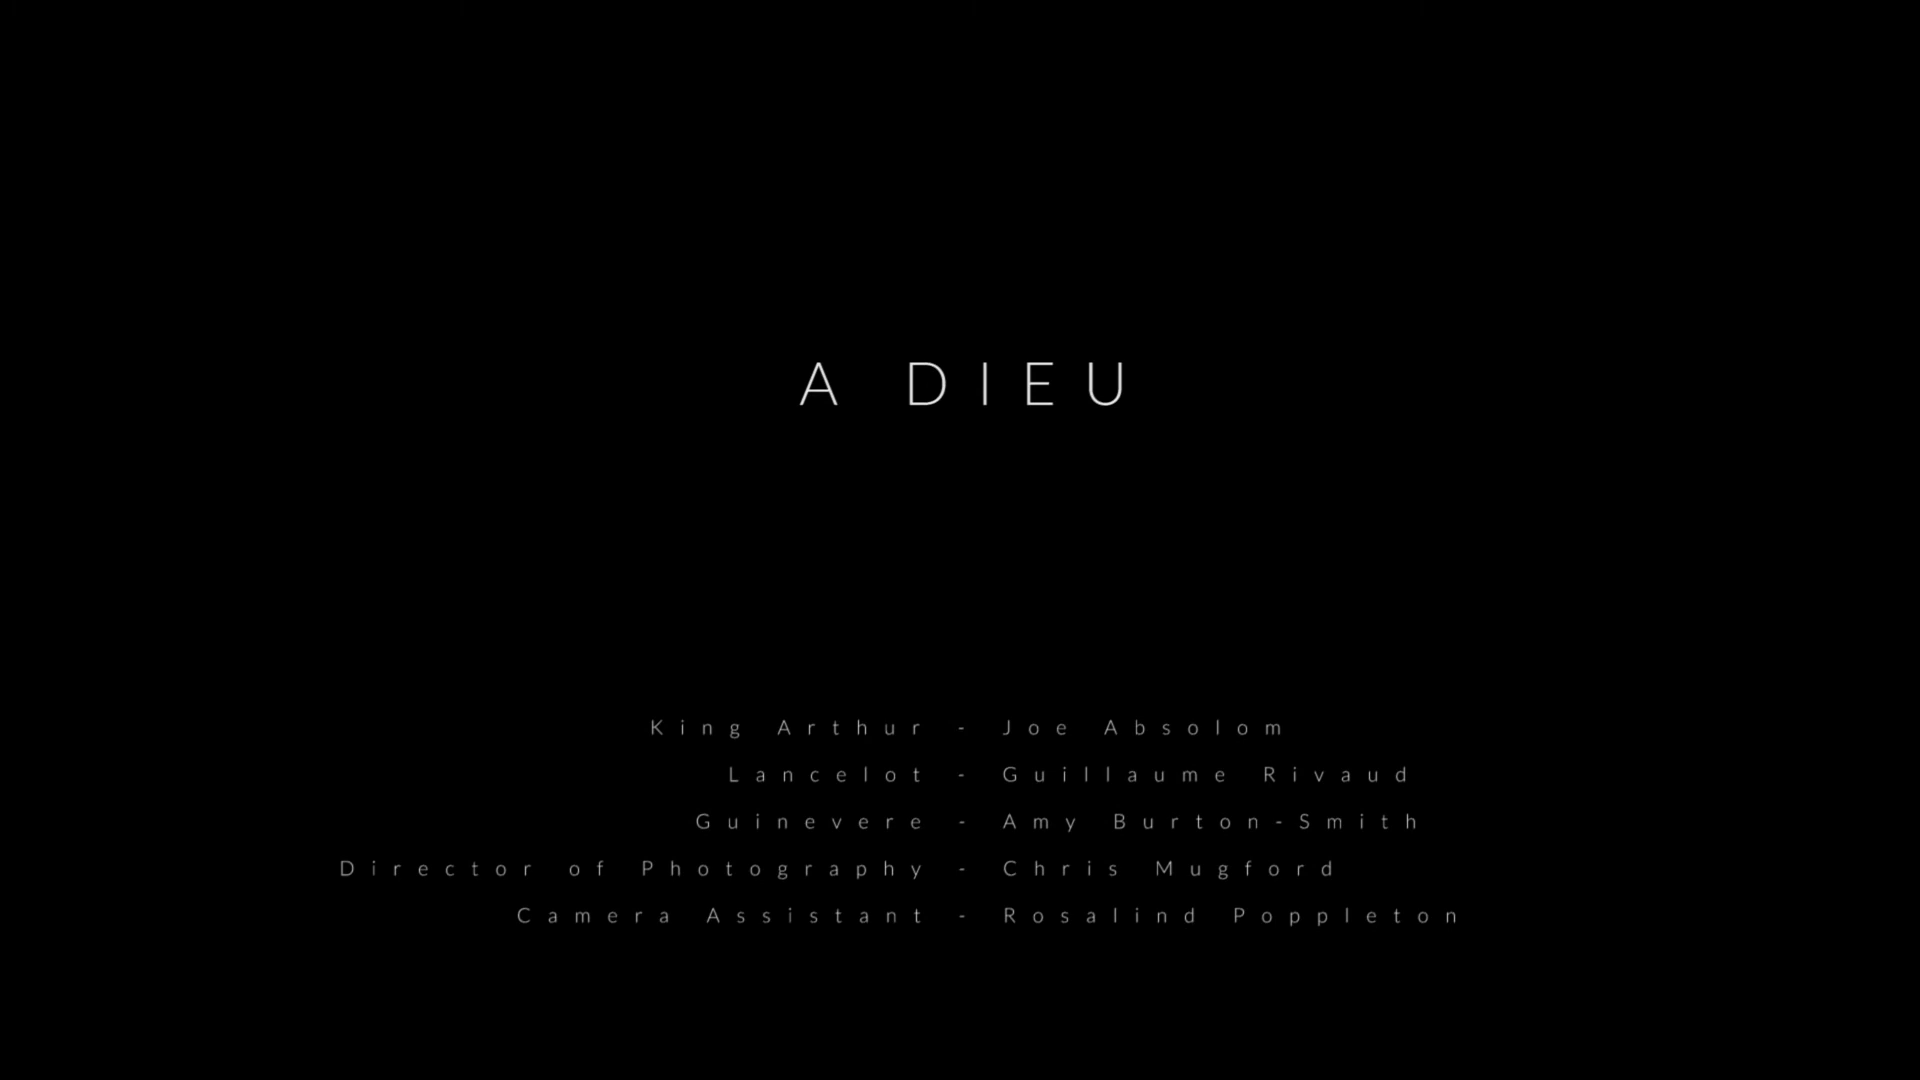 A DIEU
King Arthur - Joe Absolom
Lancelot - Guillaume Rivaud
Guinevere - Amy Burton-Smith
Director of Photography - Chris Mugford
Camera Assistant - Rosalind Poppleton